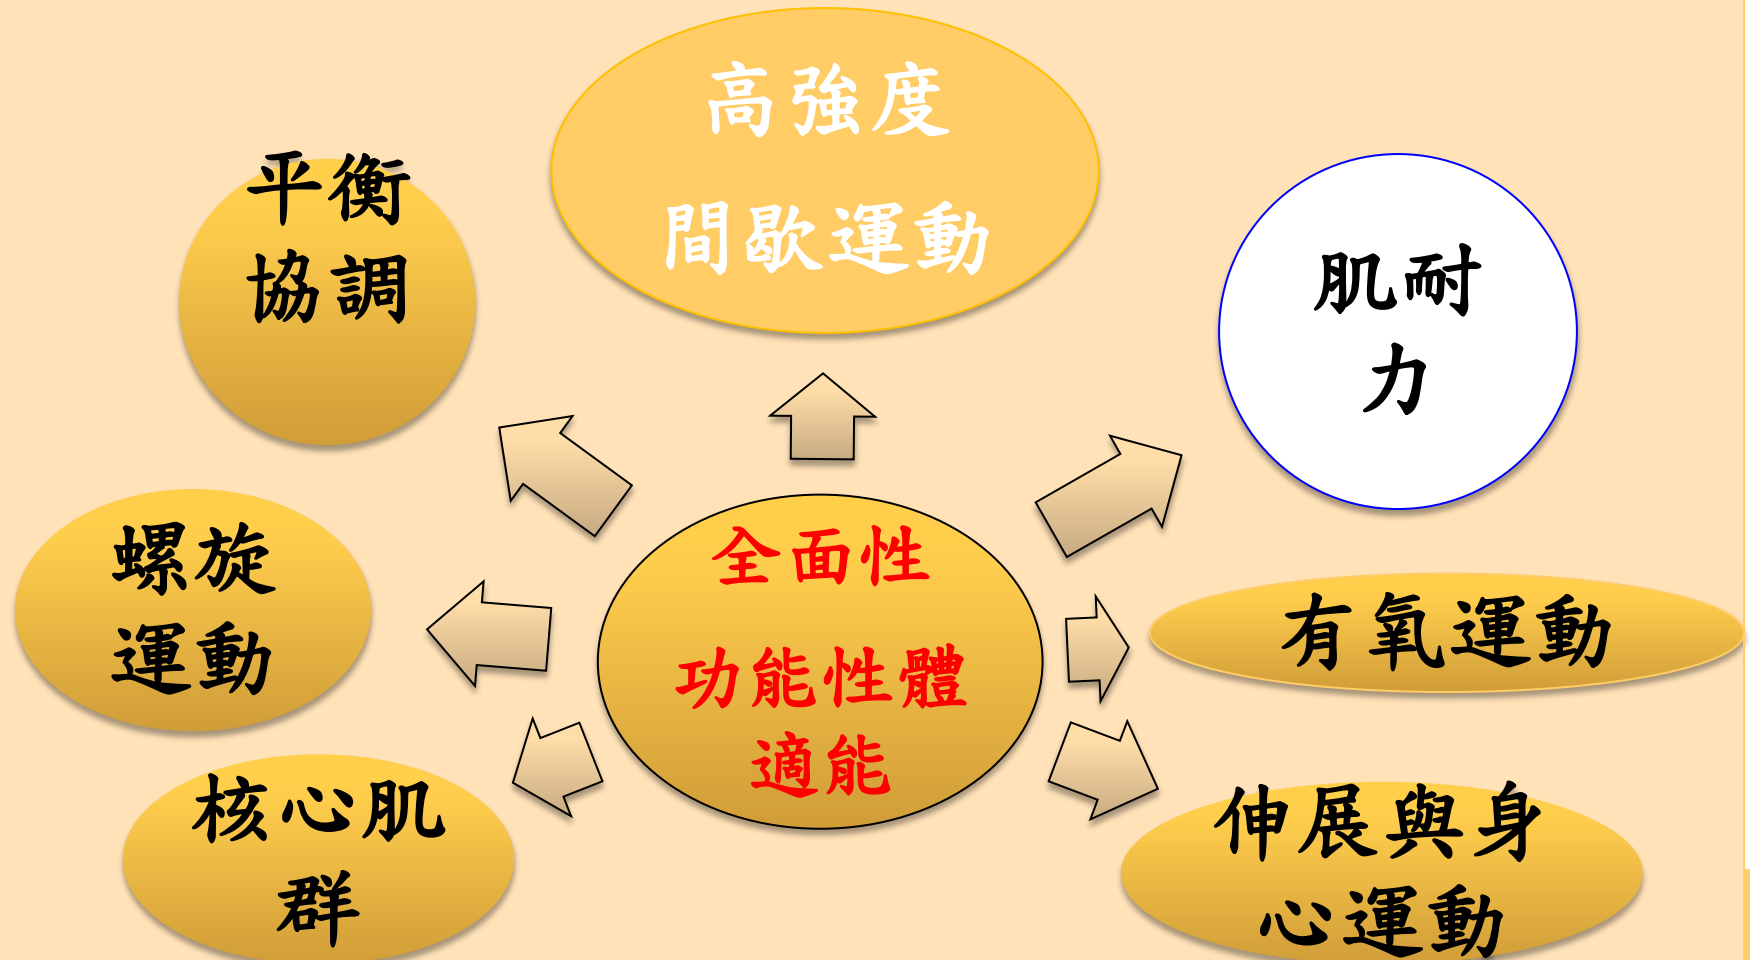 高強度
間歇運動
平衡
協調
肌耐
力
螺旋
運動
全面性
功能性體
適能
有氧運動
核心肌
群
伸展與身
心運動